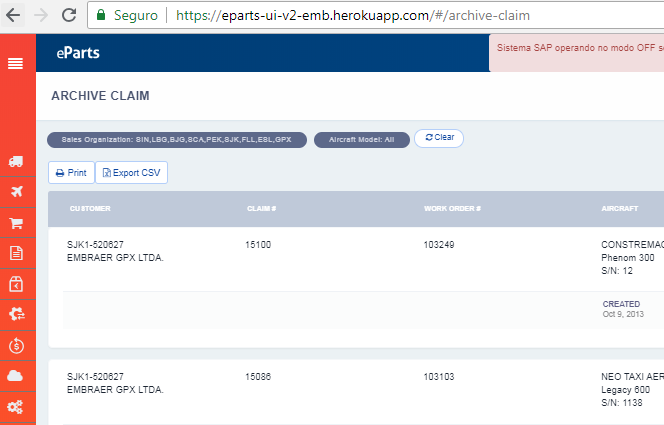 Seguro https://eparts-ui-v2-emb.herokuapp.com/#/archive-claim
eParts
Sistema SAP operando no modo OFF se
ARCHIVE CLAIM
Sales Organization: SIN,LBG,BJG,SCA,PEK,SJK,FLL,ESL,GPX Aircraft Model: All Clear
Print Export CSV
CUSTOMER CLAIM # WORK ORDER # AIRCRAFT
SJK1-520627 15100 103249 CONSTREMAC
EMBRAER GPX LTDA. Phenom 300
S/N: 12
CREATED
Oct 9, 2013
SJK1-520627 15086 103103 NEO TAXI AER
EMBRAER GPX LTDA. Legacy 600
S/N: 1138